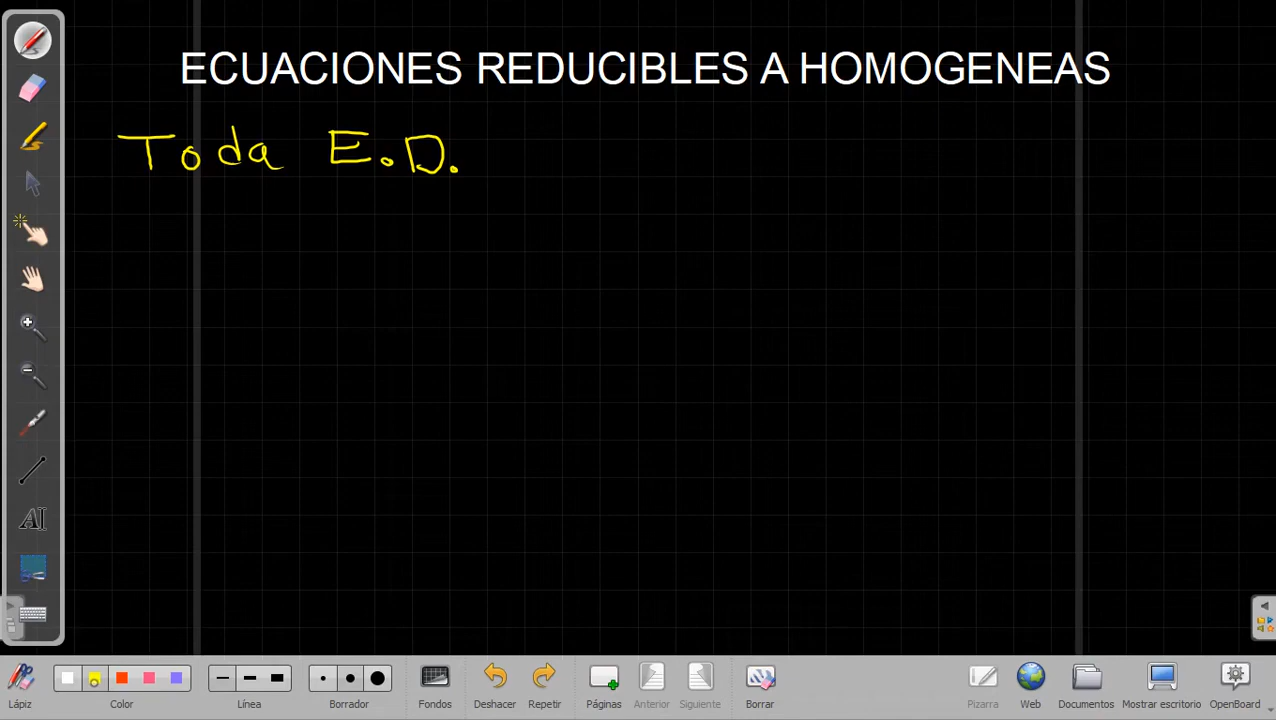 ECUACIONES REDUCIBLES A HOMOGENEAS
Toda E.D.
AI
Lápiz
Color
Línea
Borrador
Fondos
Deshacer
Repetir
Páginas
Anterior
Siguiente
Borrar
Pizarra
Web
Documentos
Mostrar escritorio
OpenBoard